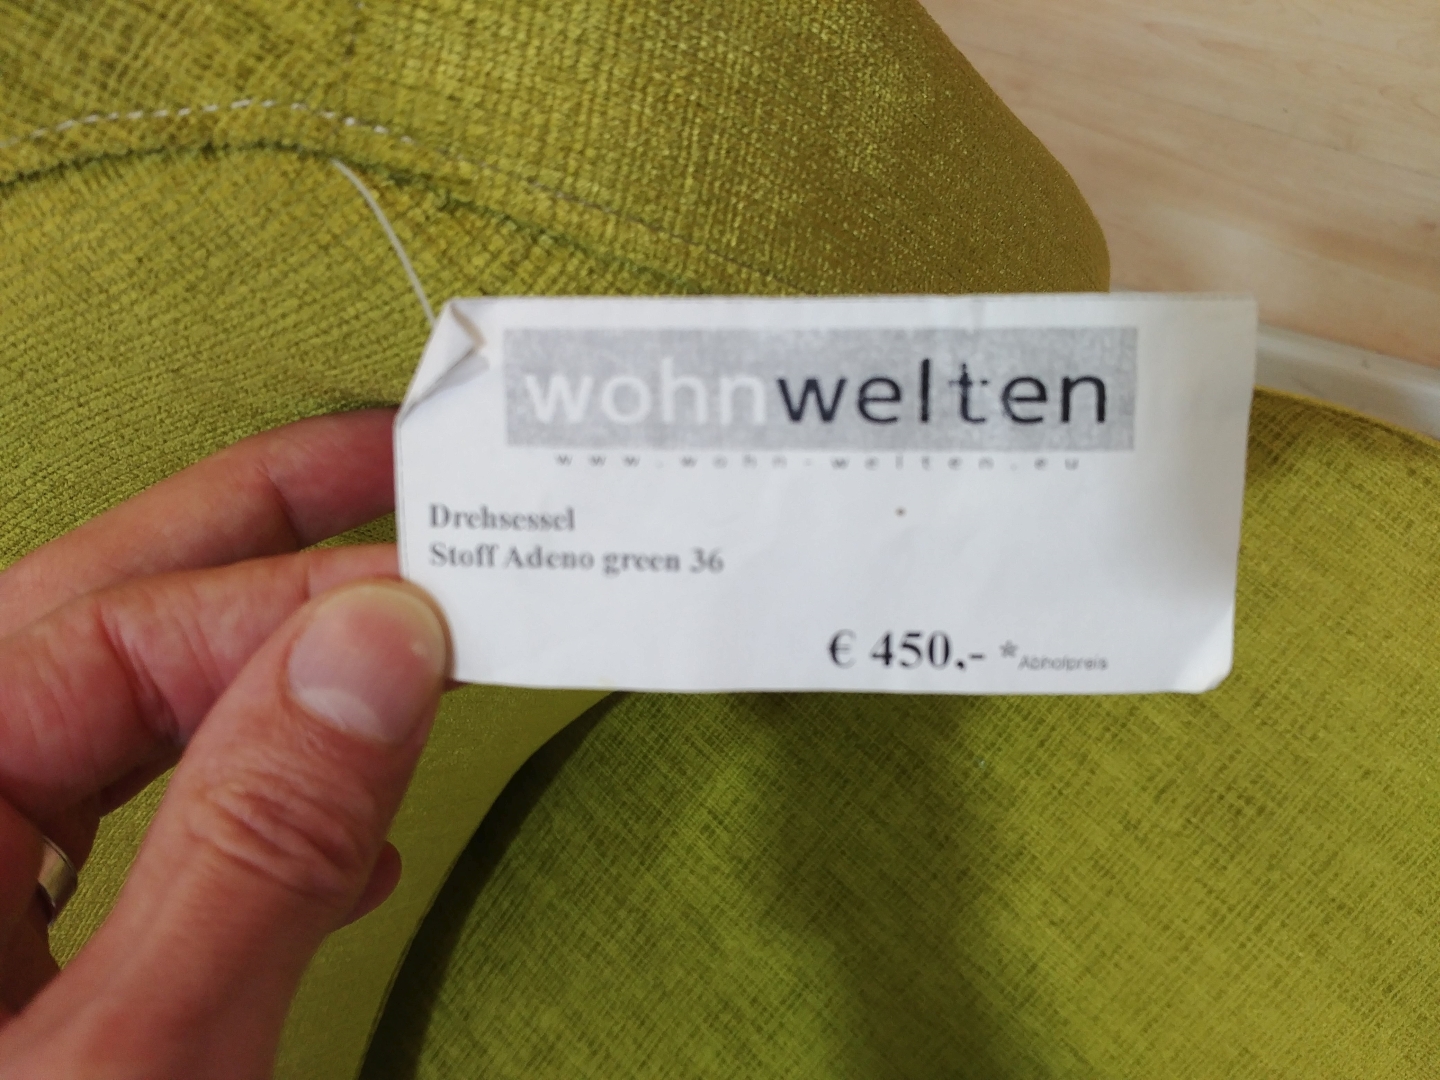 wohnwelten
www.wohn-welten.eu
Drehsessel
Stoff Adeno green 36
€ 450,- *Abholpreis